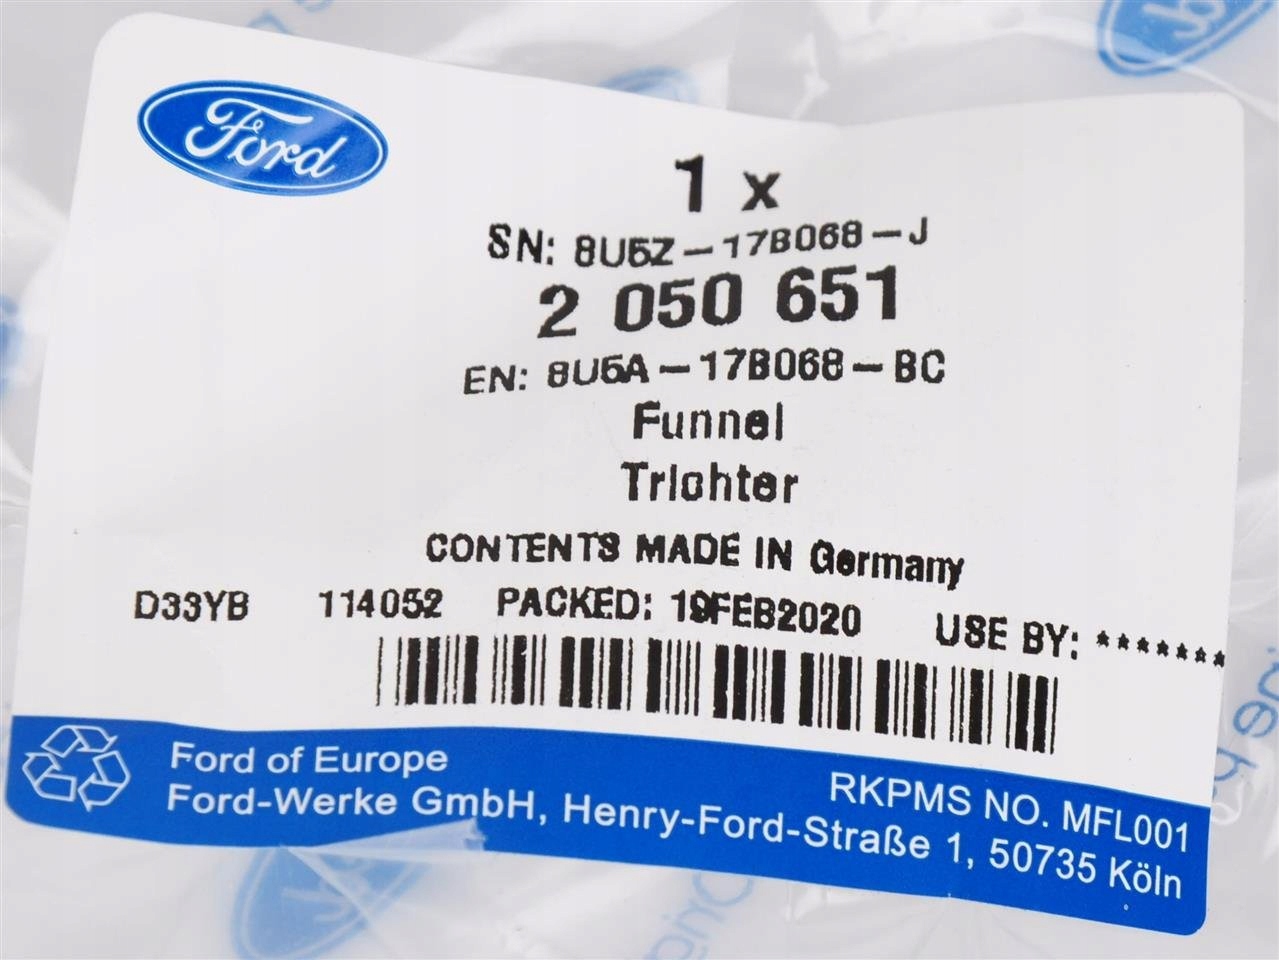 Ford
1 x
SN: 8U5Z-17B068-J
2 050 651
EN: 8U5A-17B068-BC
Funnel
Trichter
CONTENTS MADE IN Germany
D33YB 114052 PACKED: 19FEB2020 USE BY: *******
Ford of Europe
Ford-Werke GmbH, Henry-Ford-Straße 1, 50735 Köln
RKPMS NO. MFL001